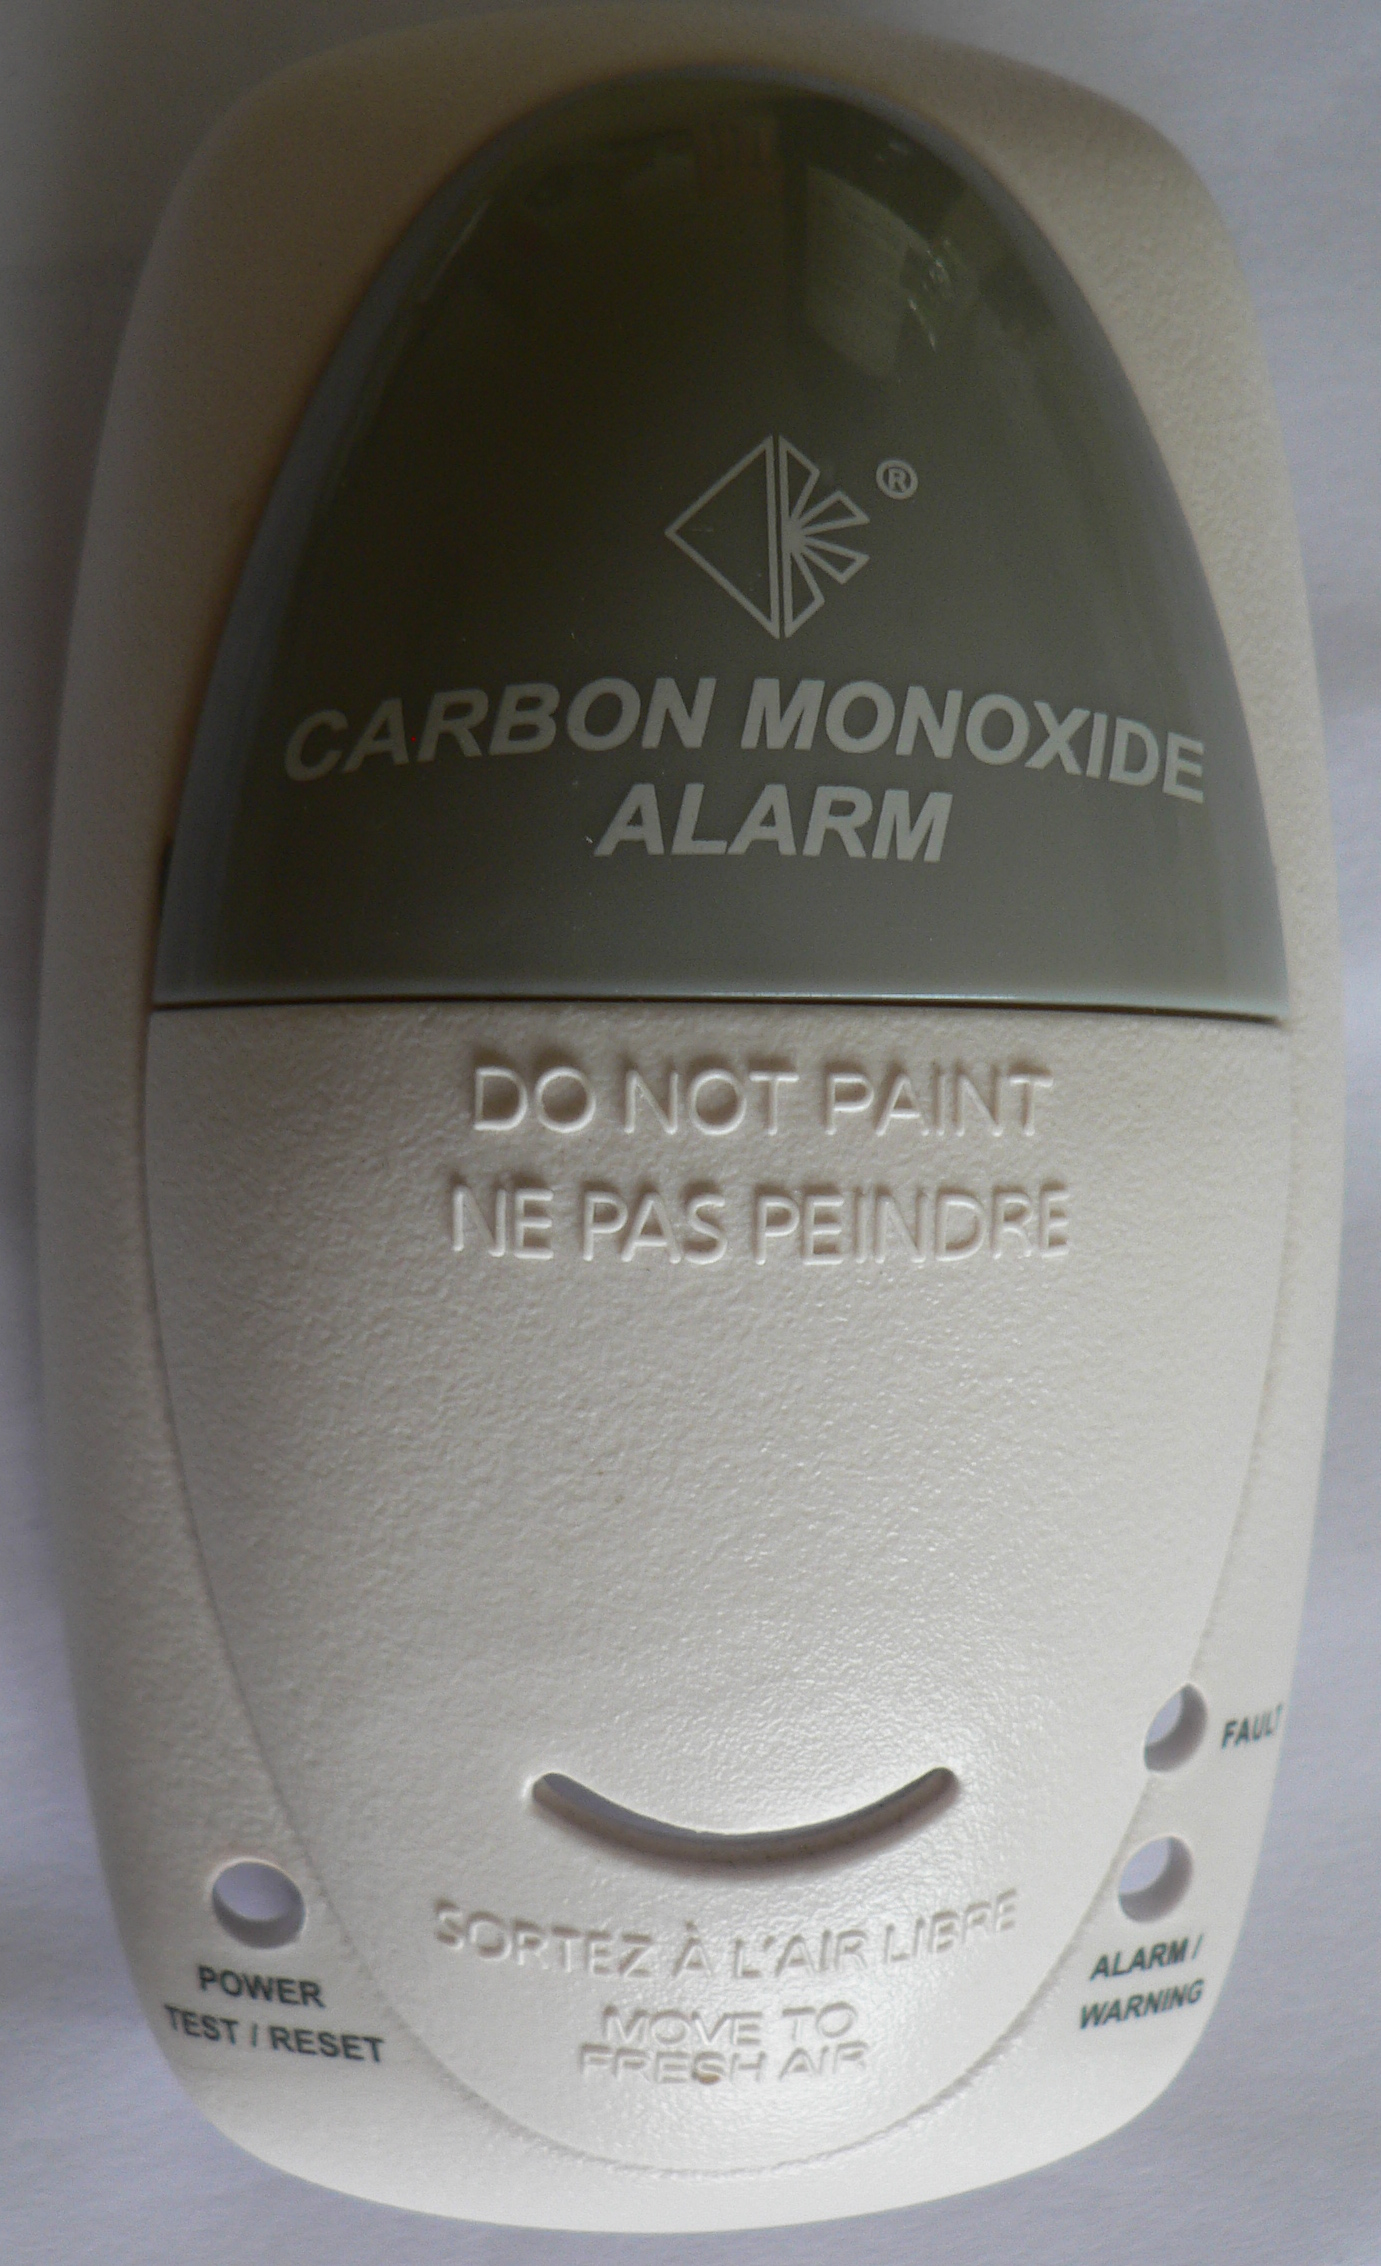 ®
CARBON MONOXIDE
ALARM
DO NOT PAINT
NE PAS PEINDRE
FAULT
SORTEZ À L'AIR LIBRE
MOVE TO
FRESH AIR
POWER
TEST / RESET
ALARM /
WARNING